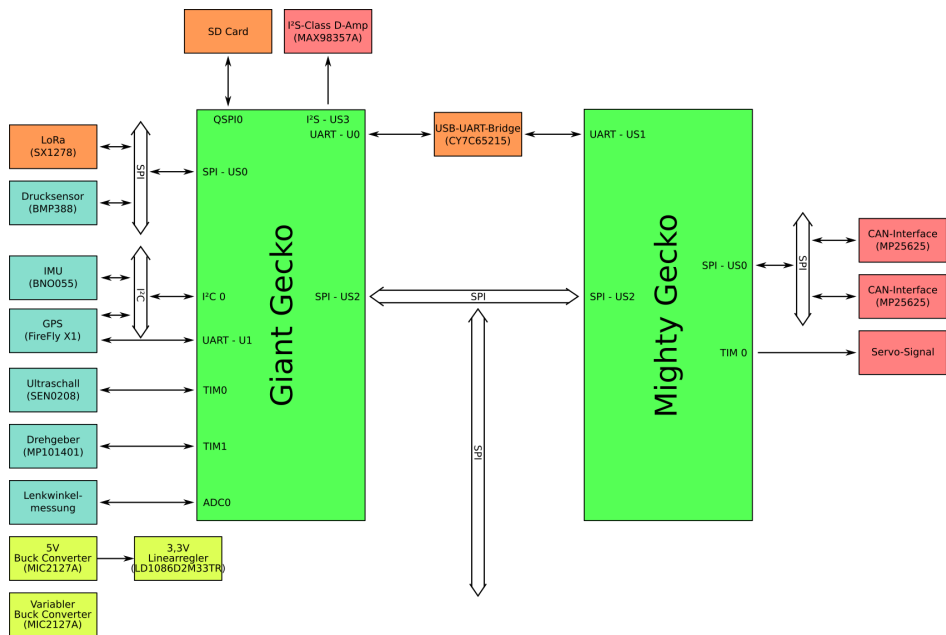 SD Card
I²S-Class D-Amp
(MAX98357A)
QSPI0
I²S - US3
UART - U0
USB-UART-Bridge
(CY7C65215)
UART - US1
LoRa
(SX1278)
SPI
SPI - US0
Drucksensor
(BMP388)
IMU
(BNO055)
I²C
I²C 0
GPS
(FireFly X1)
UART - U1
Ultraschall
(SEN0208)
TIM0
Drehgeber
(MP101401)
TIM1
Lenkwinkel-
messung
ADC0
Giant Gecko
SPI - US2
SPI
SPI - US2
SPI
Mighty Gecko
SPI - US0
SPI
CAN-Interface
(MP25625)
CAN-Interface
(MP25625)
TIM 0
Servo-Signal
5V
Buck Converter
(MIC2127A)
3,3V
Linearregler
(LD1086D2M33TR)
Variabler
Buck Converter
(MIC2127A)